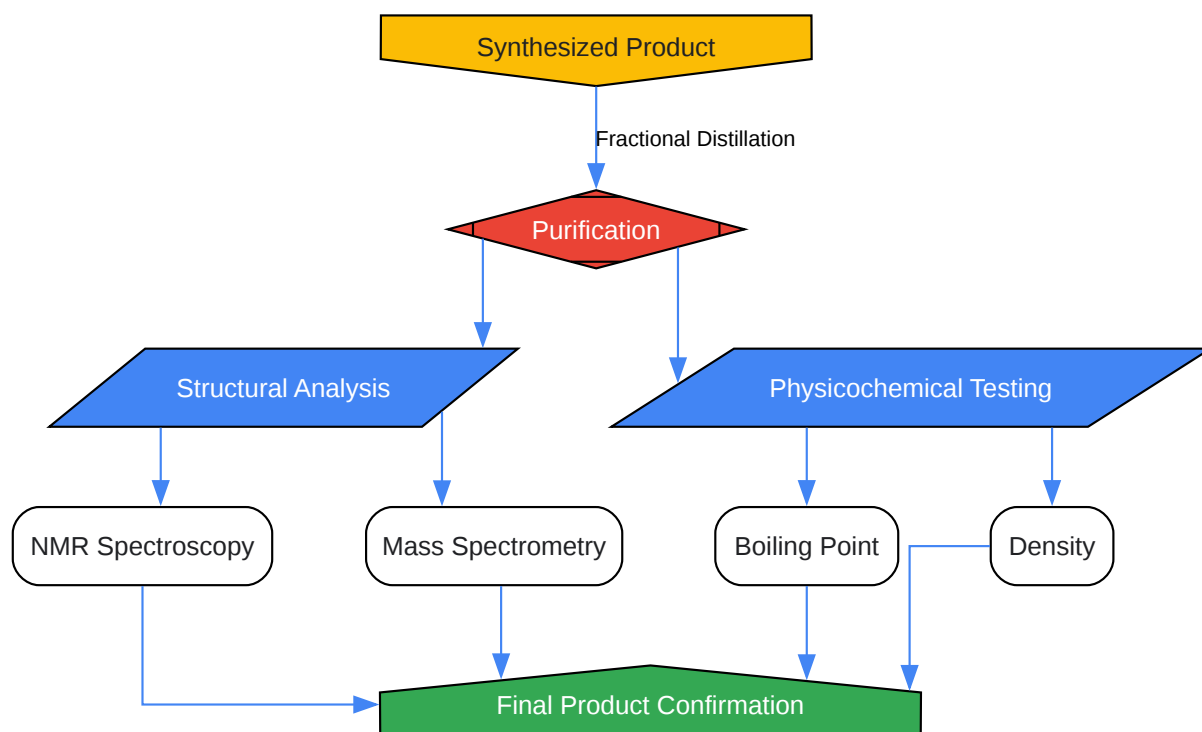 Synthesized Product
Fractional Distillation
Purification
Structural Analysis
Physicochemical Testing
NMR Spectroscopy
Mass Spectrometry
Boiling Point
Density
Final Product Confirmation